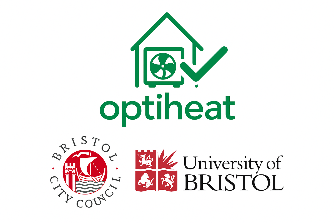 optiheat
· BRISTOL ·
CITY COUNCIL
University of
BRISTOL